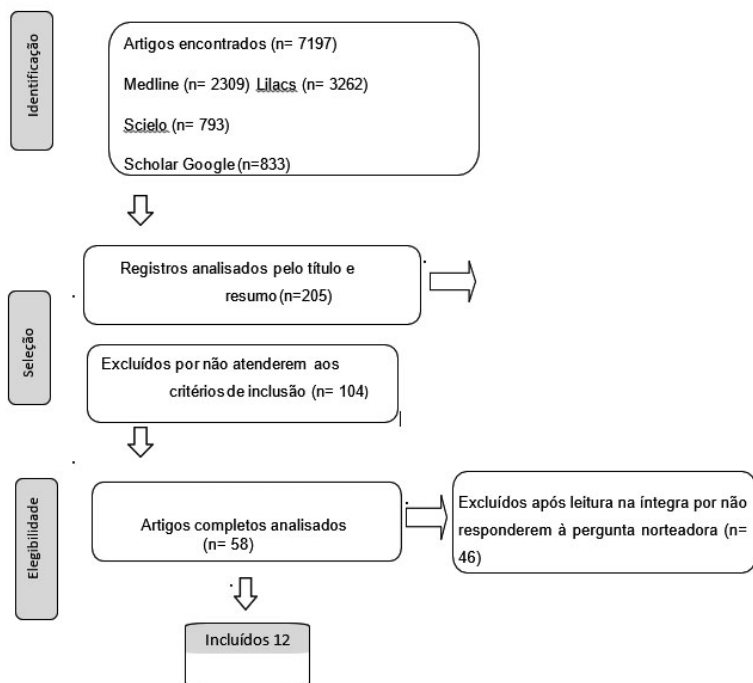 Identificação
Artigos encontrados (n= 7197)
Medline (n= 2309) Lilacs (n= 3262)
Scielo (n= 793)
Scholar Google (n=833)
Registros analisados pelo título e
resumo (n=205)
Seleção
Excluídos por não atenderem aos
critérios de inclusão (n= 104)
Elegibilidade
Artigos completos analisados
(n= 58)
Excluídos após leitura na íntegra por não
responderem à pergunta norteadora (n=
46)
Incluídos 12